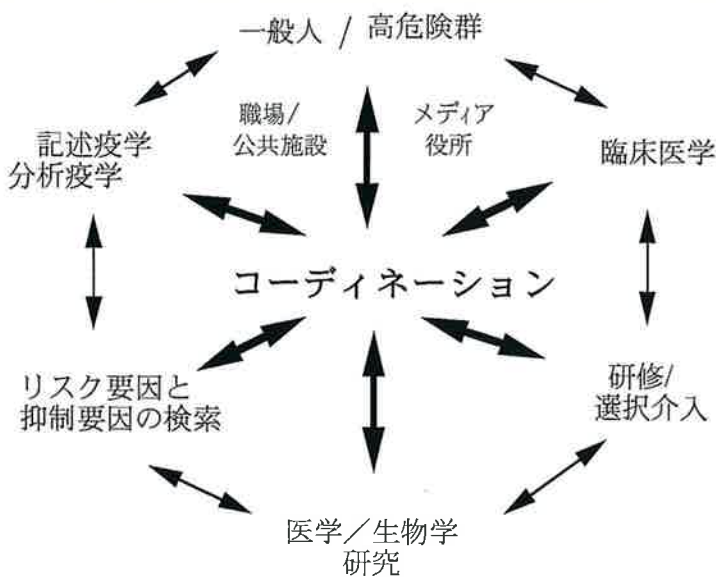 一般人 / 高危険群
職場/
公共施設
メディア
役所
記述疫学
分析疫学
臨床医学
コーディネーション
リスク要因と
抑制要因の検索
研修/
選択介入
医学／生物学
研究